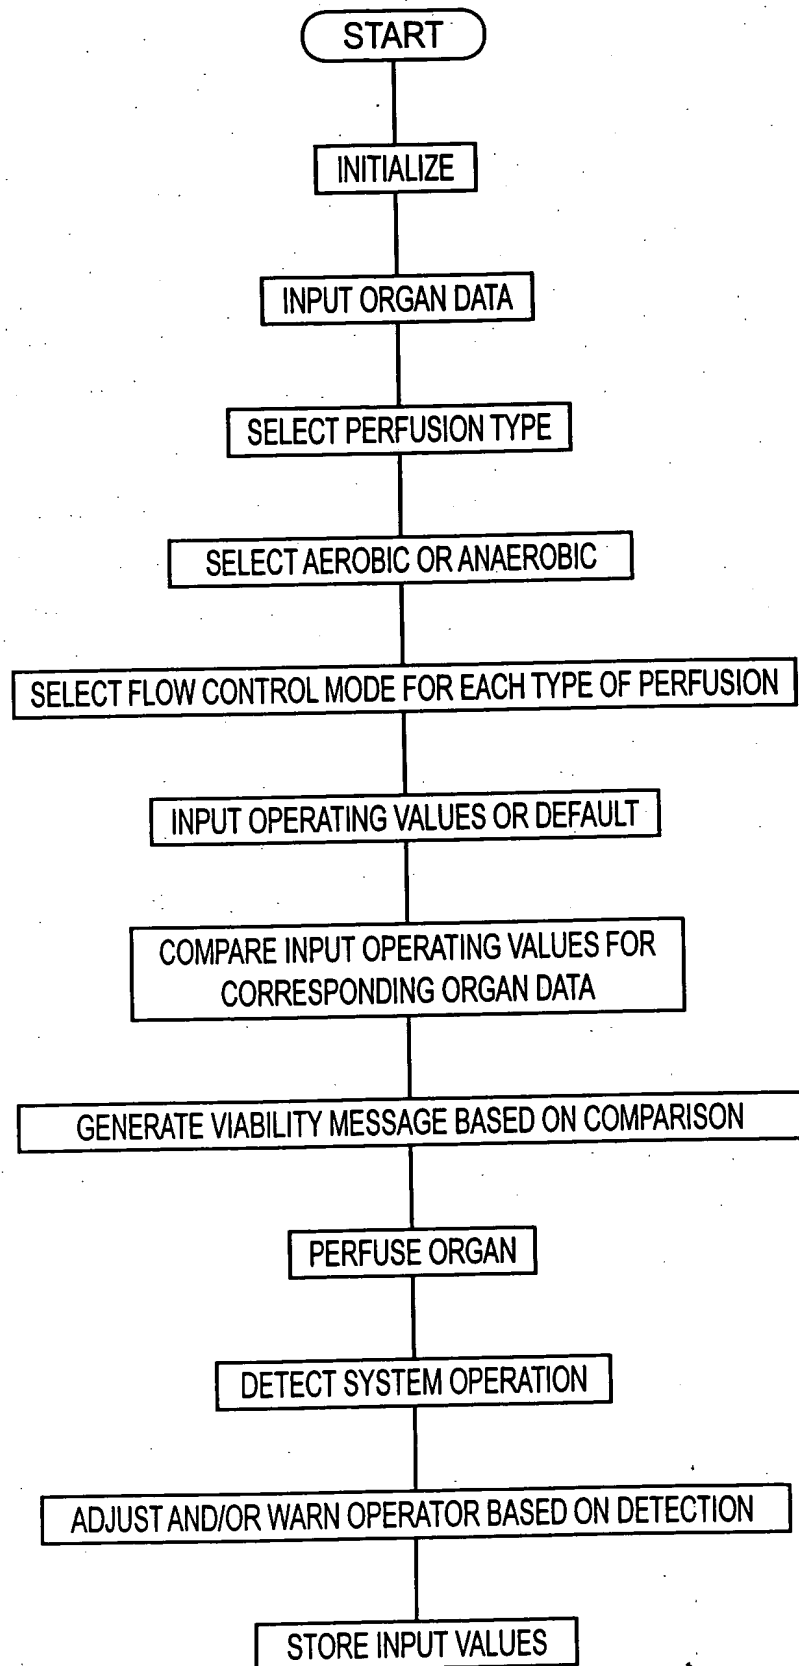 START
INITIALIZE
INPUT ORGAN DATA
SELECT PERFUSION TYPE
SELECT AEROBIC OR ANAEROBIC
SELECT FLOW CONTROL MODE FOR EACH TYPE OF PERFUSION
INPUT OPERATING VALUES OR DEFAULT
COMPARE INPUT OPERATING VALUES FOR
CORRESPONDING ORGAN DATA
GENERATE VIABILITY MESSAGE BASED ON COMPARISON
PERFUSE ORGAN
DETECT SYSTEM OPERATION
ADJUST AND/OR WARN OPERATOR BASED ON DETECTION
STORE INPUT VALUES